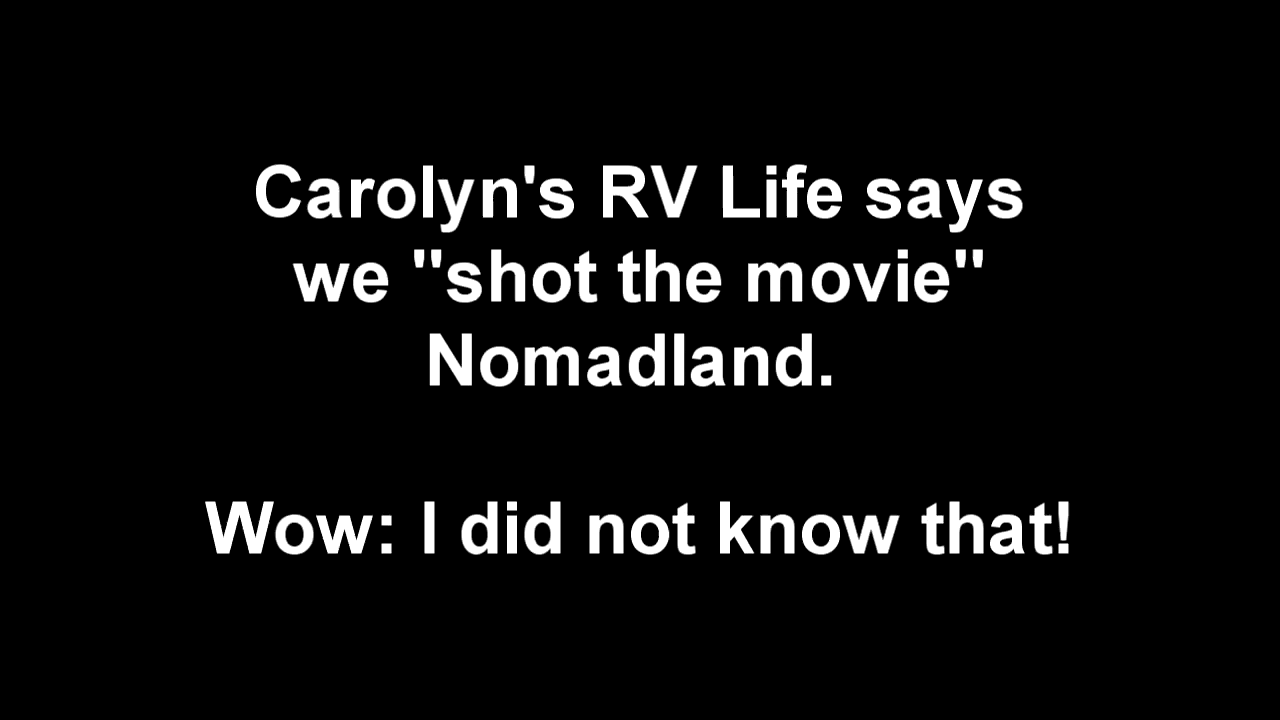 Carolyn's RV Life says
we "shot the movie"
Nomadland.
Wow: I did not know that!